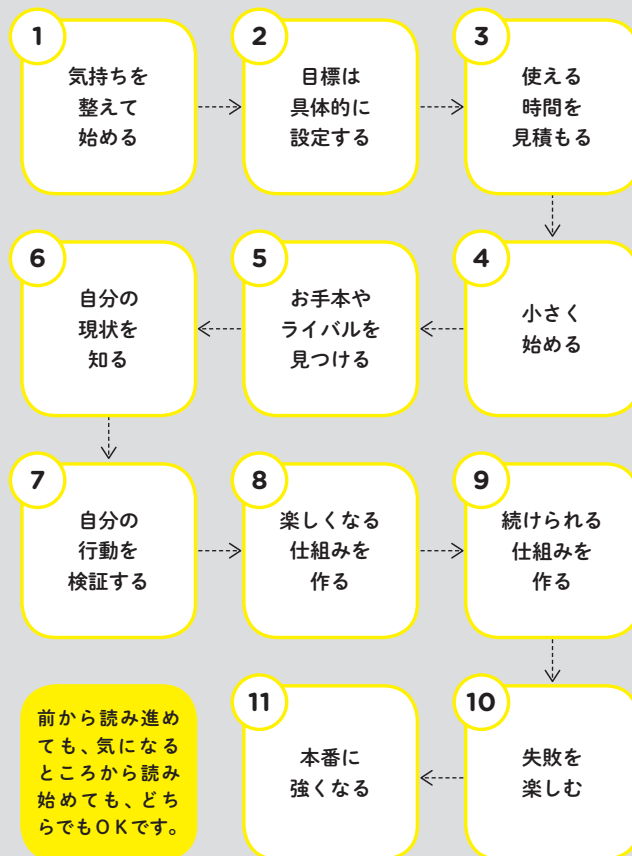 1
気持ちを
整えて
始める
2
目標は
具体的に
設定する
3
使える
時間を
見積もる
4
小さく
始める
5
お手本や
ライバルを
見つける
6
自分の
現状を
知る
7
自分の
行動を
検証する
8
楽しくなる
仕組みを
作る
9
続けられる
仕組みを
作る
10
失敗を
楽しむ
11
本番に
強くなる
前から読み進め
ても、気になる
ところから読み
始めても、どち
らでもOKです。